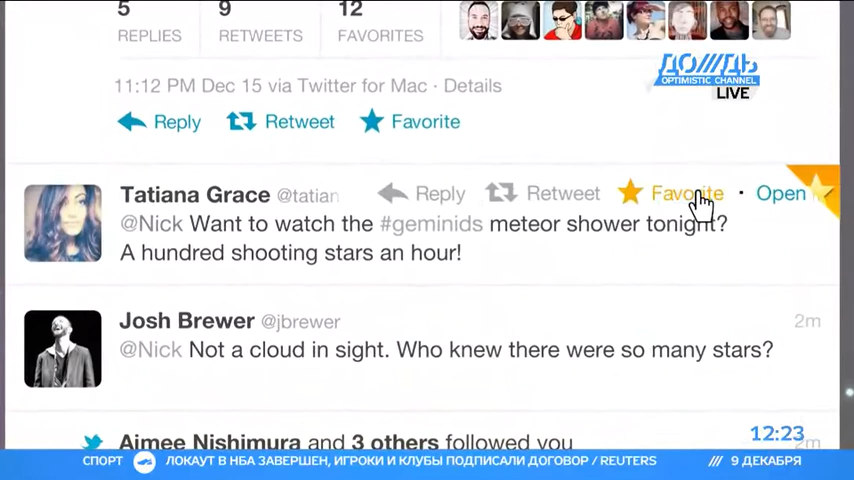 5 9 12
REPLIES RETWEETS FAVORITES
ДОЖДЬ
OPTIMISTIC CHANNEL
LIVE
11:12 PM Dec 15 via Twitter for Mac · Details
Reply Retweet Favorite
Tatiana Grace @tatian Reply Retweet Favorite · Open
@Nick Want to watch the #geminids meteor shower tonight?
A hundred shooting stars an hour!
Josh Brewer @jbrewer 2m
@Nick Not a cloud in sight. Who knew there were so many stars?
12:23
Aimee Nishimura and 3 others followed you 2m
СПОРТ ЛОКАУТ В НБА ЗАВЕРШЕН, ИГРОКИ И КЛУБЫ ПОДПИСАЛИ ДОГОВОР / REUTERS /// 9 ДЕКАБРЯ